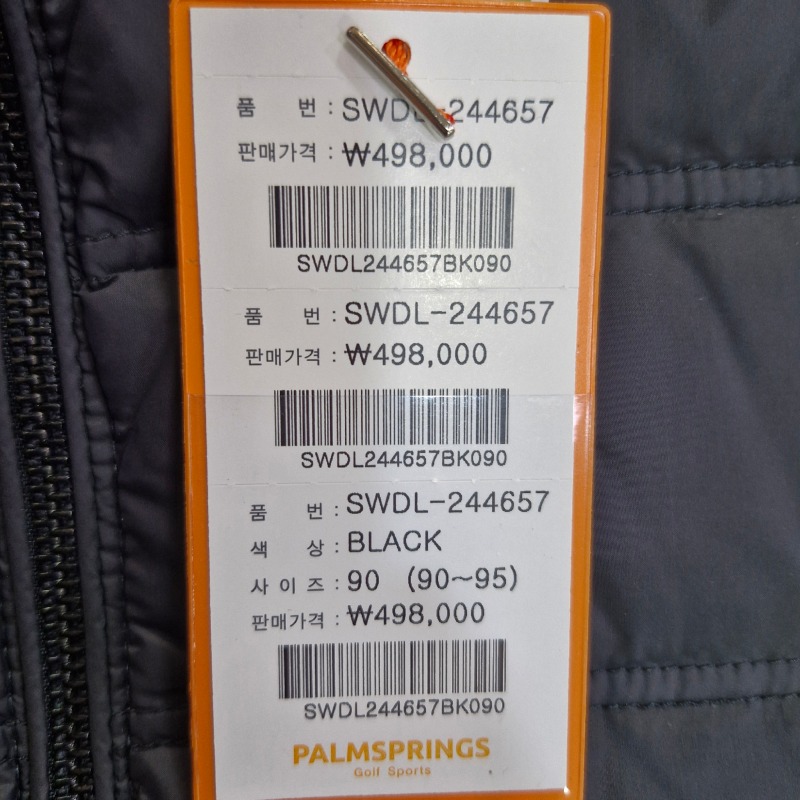 품 번 : SWDL-244657
판매가격 : ₩498,000
SWDL244657BK090
품 번 : SWDL-244657
판매가격 : ₩498,000
SWDL244657BK090
품 번 : SWDL-244657
색 상 : BLACK
사 이 즈 : 90 (90~95)
판매가격 : ₩498,000
SWDL244657BK090
PALMSPRINGS
Golf Sports